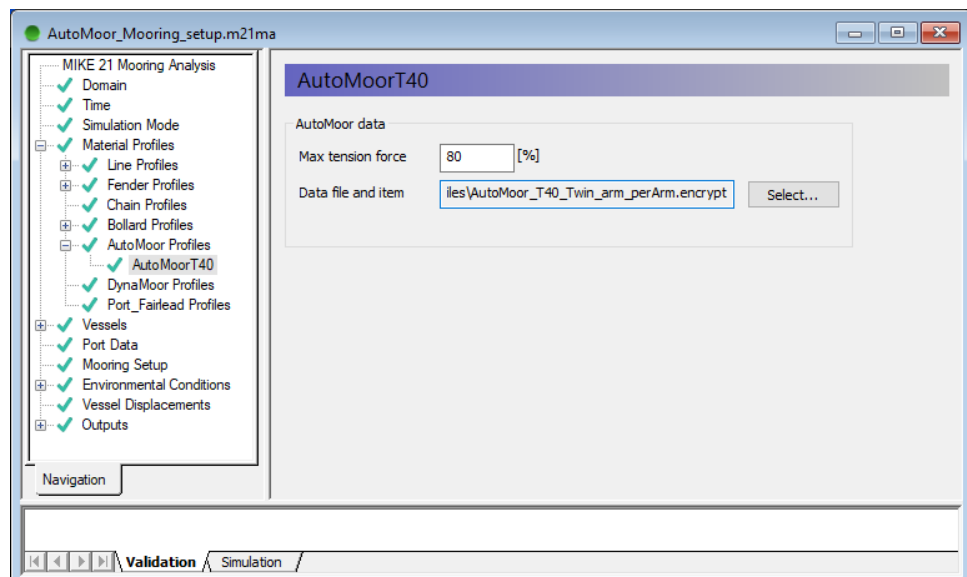 AutoMoor_Mooring_setup.m21ma
MIKE 21 Mooring Analysis
Domain
Time
Simulation Mode
Material Profiles
Line Profiles
Fender Profiles
Chain Profiles
Bollard Profiles
AutoMoor Profiles
AutoMoorT40
DynaMoor Profiles
Port_Fairlead Profiles
Vessels
Port Data
Mooring Setup
Environmental Conditions
Vessel Displacements
Outputs
Navigation
AutoMoorT40
AutoMoor data
Max tension force 80 [%]
Data file and item iles\AutoMoor_T40_Twin_arm_perArm.encrypt Select...
Validation Simulation